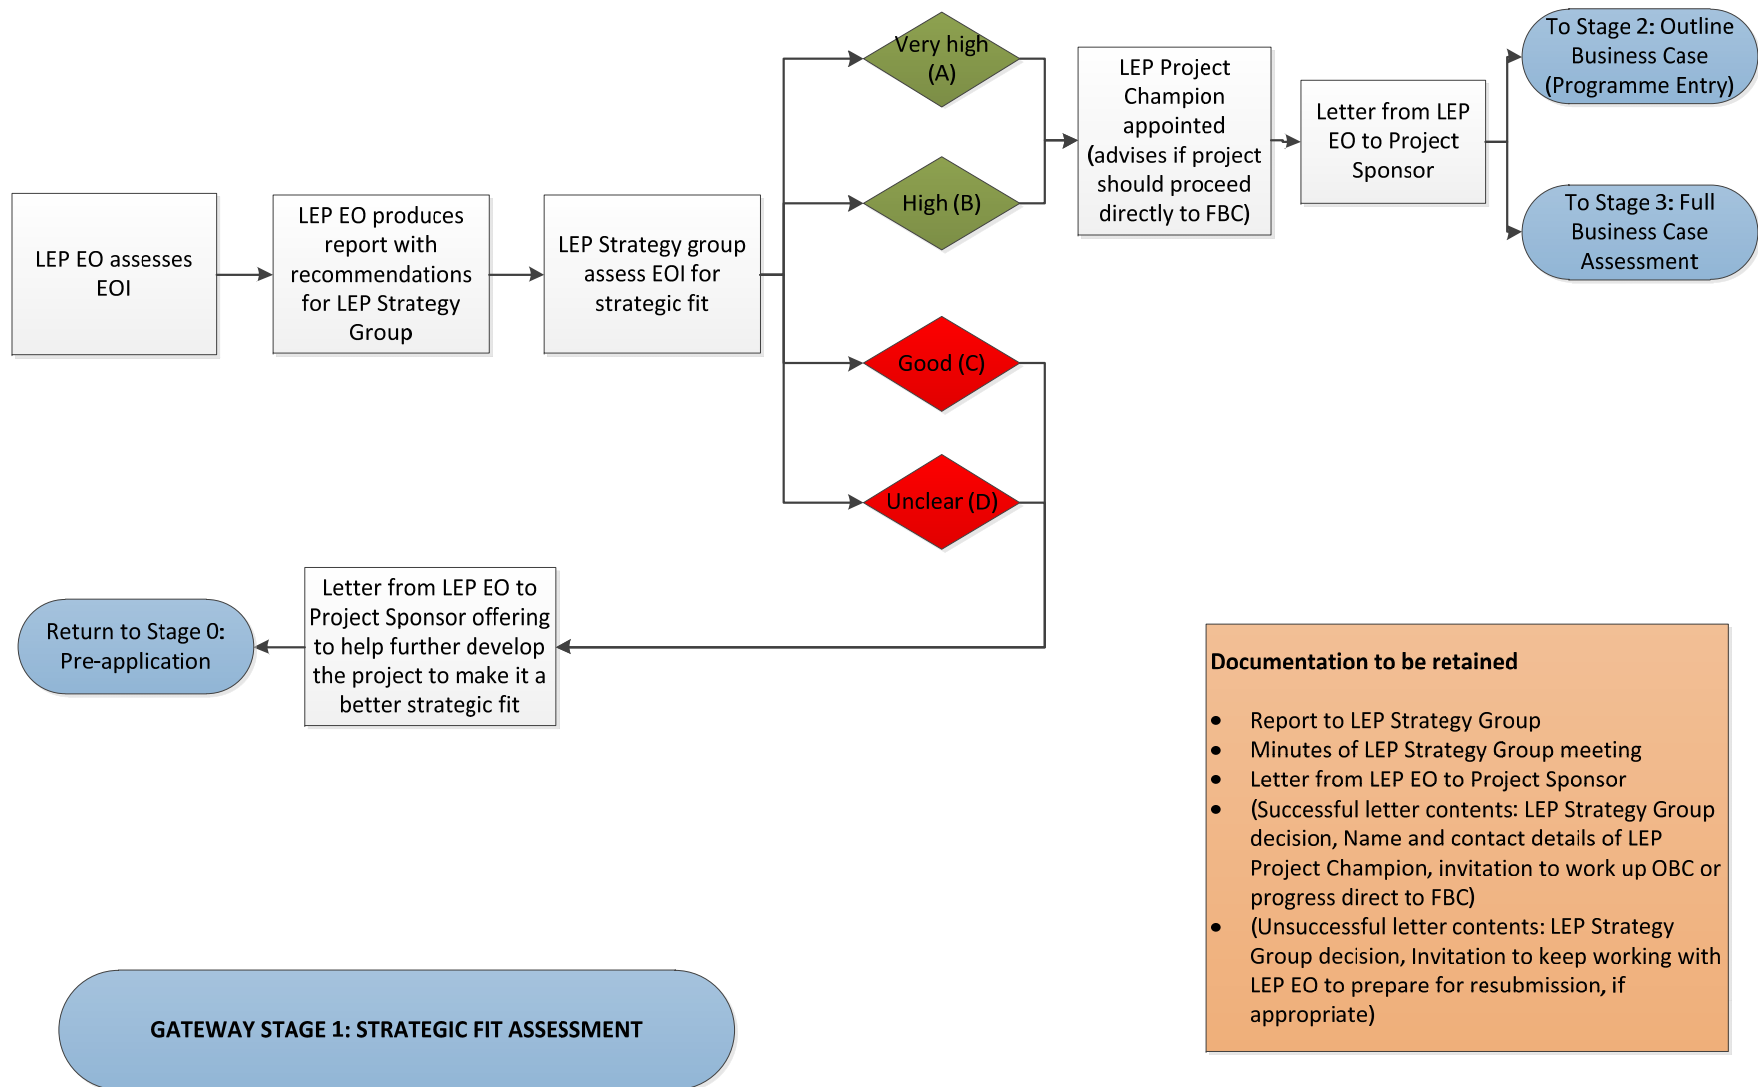 LEP EO assesses
EOI
LEP EO produces
report with
recommendations
for LEP Strategy
Group
LEP Strategy group
assess EOI for
strategic fit
Very high
(A)
High (B)
Good (C)
Unclear (D)
LEP Project
Champion
appointed
(advises if project
should proceed
directly to FBC)
Letter from LEP
EO to Project
Sponsor
To Stage 2: Outline
Business Case
(Programme Entry)
To Stage 3: Full
Business Case
Assessment
Letter from LEP EO to
Project Sponsor offering
to help further develop
the project to make it a
better strategic fit
Return to Stage 0:
Pre-application
Documentation to be retained
• Report to LEP Strategy Group
• Minutes of LEP Strategy Group meeting
• Letter from LEP EO to Project Sponsor
• (Successful letter contents: LEP Strategy Group
decision, Name and contact details of LEP
Project Champion, invitation to work up OBC or
progress direct to FBC)
• (Unsuccessful letter contents: LEP Strategy
Group decision, Invitation to keep working with
LEP EO to prepare for resubmission, if
appropriate)
GATEWAY STAGE 1: STRATEGIC FIT ASSESSMENT